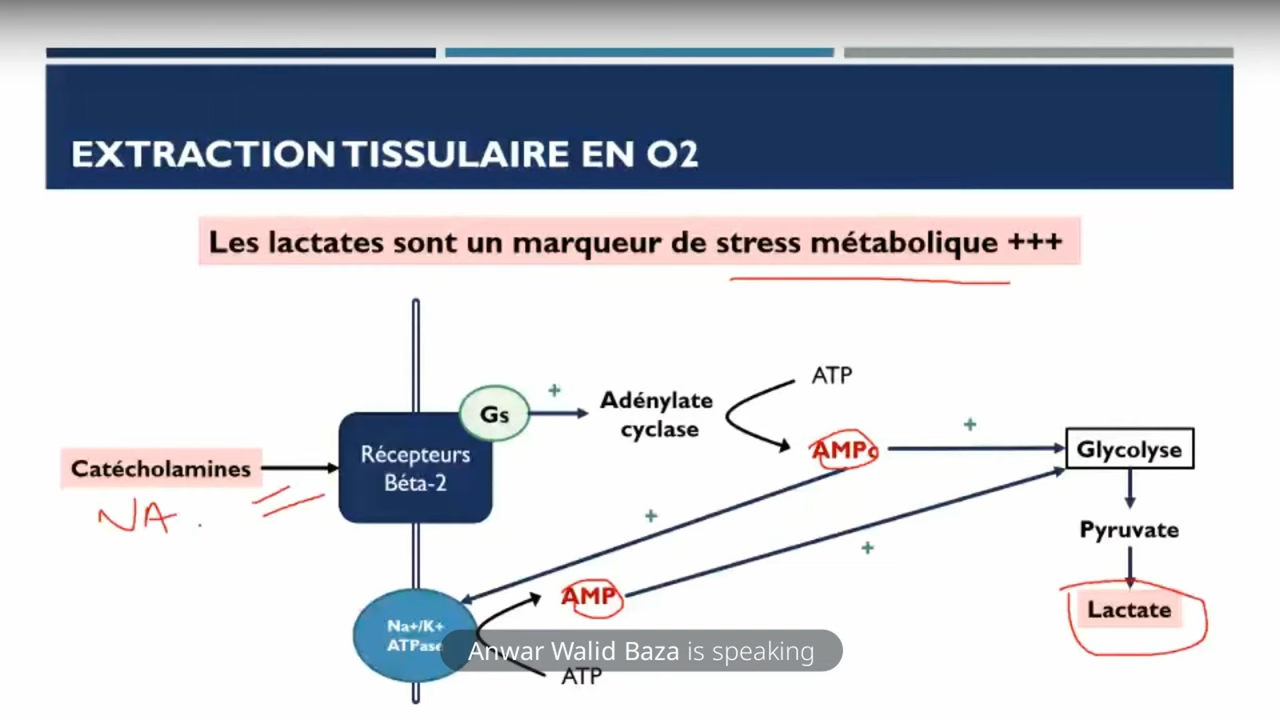 EXTRACTION TISSULAIRE EN O2
Les lactates sont un marqueur de stress métabolique +++
ATP
Gs
+
Adénylate
cyclase
+
AMPc
Glycolyse
Récepteurs
Béta-2
Catécholamines
NA
+
+
Pyruvate
AMP
Lactate
Na+/K+
ATPase
Anwar Walid Baza is speaking
ATP